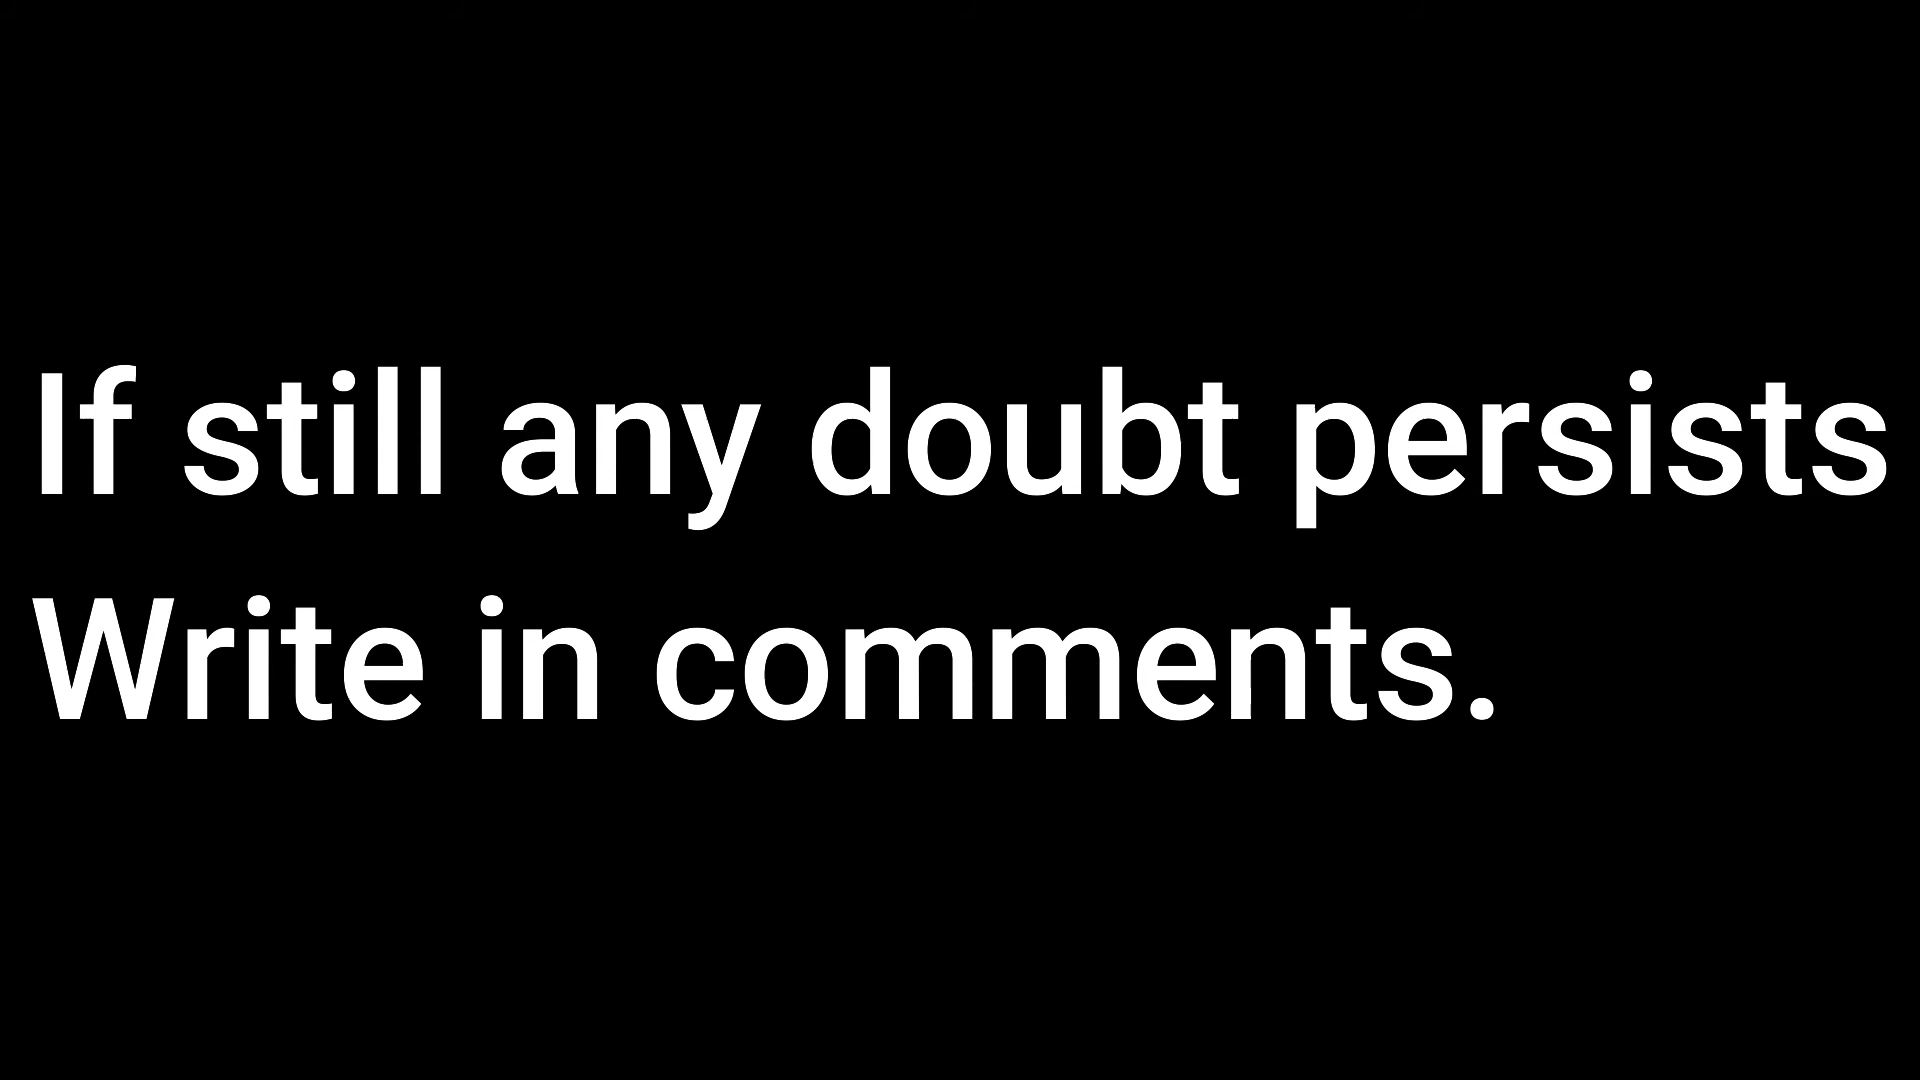 If still any doubt persists
Write in comments.